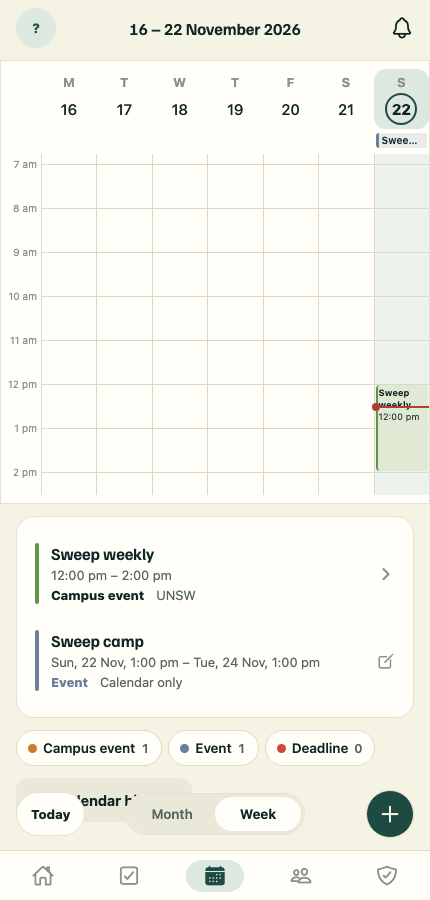 ?
16 – 22 November 2026
M T W T F S S
16 17 18 19 20 21 22
Swee...
7 am
8 am
9 am
10 am
11 am
12 pm
Sweep
weekly
12:00 pm
1 pm
2 pm
Sweep weekly
12:00 pm – 2:00 pm
Campus event UNSW
Sweep camp
Sun, 22 Nov, 1:00 pm – Tue, 24 Nov, 1:00 pm
Event Calendar only
Campus event 1
Event 1
Deadline 0
Today
Month
Week